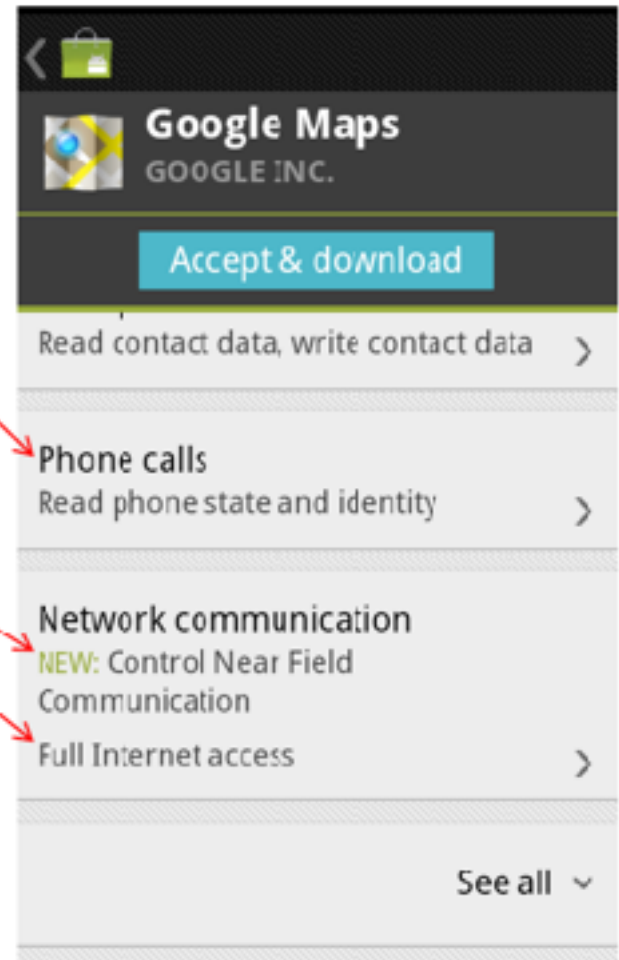 Google Maps
GOOGLE INC.
Accept & download
Read contact data, write contact data
Phone calls
Read phone state and identity
Network communication
NEW: Control Near Field
Communication
Full Internet access
See all